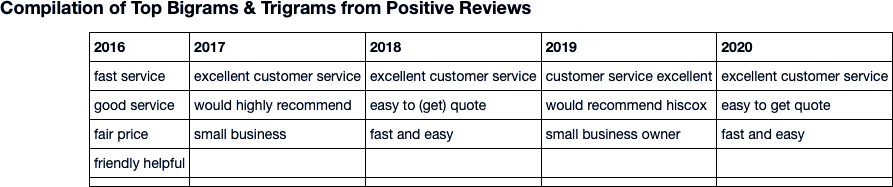 Compilation of Top Bigrams & Trigrams from Positive Reviews
2016 2017 2018 2019 2020
fast service excellent customer service excellent customer service customer service excellent excellent customer service
good service would highly recommend easy to (get) quote would recommend hiscox easy to get quote
fair price small business fast and easy small business owner fast and easy
friendly helpful